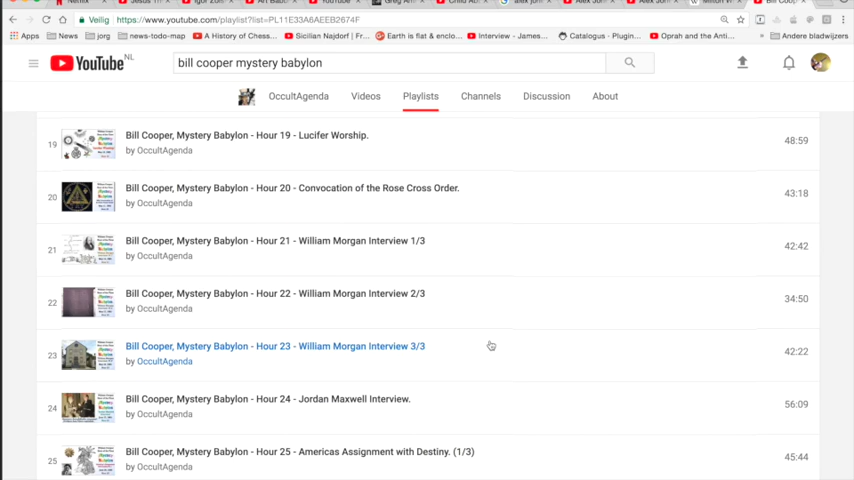 Netflix
Veilig https://www.youtube.com/playlist?list=PL11E33A6AEEB2674F
Apps News jorg news-todo-map A History of Chess… Sicilian Najdorf | Fr… Earth is flat & enclo… Interview - James… Catalogus - Plugin… Oprah and the Anti… » Andere bladwijzers
YouTube NL bill cooper mystery babylon
OccultAgenda Videos Playlists Channels Discussion About
19 Bill Cooper, Mystery Babylon - Hour 19 - Lucifer Worship. 48:59
by OccultAgenda
20 Bill Cooper, Mystery Babylon - Hour 20 - Convocation of the Rose Cross Order. 43:18
by OccultAgenda
21 Bill Cooper, Mystery Babylon - Hour 21 - William Morgan Interview 1/3 42:42
by OccultAgenda
22 Bill Cooper, Mystery Babylon - Hour 22 - William Morgan Interview 2/3 34:50
by OccultAgenda
23 Bill Cooper, Mystery Babylon - Hour 23 - William Morgan Interview 3/3 42:22
by OccultAgenda
24 Bill Cooper, Mystery Babylon - Hour 24 - Jordan Maxwell Interview. 56:09
by OccultAgenda
25 Bill Cooper, Mystery Babylon - Hour 25 - Americas Assignment with Destiny. (1/3) 45:44
by OccultAgenda